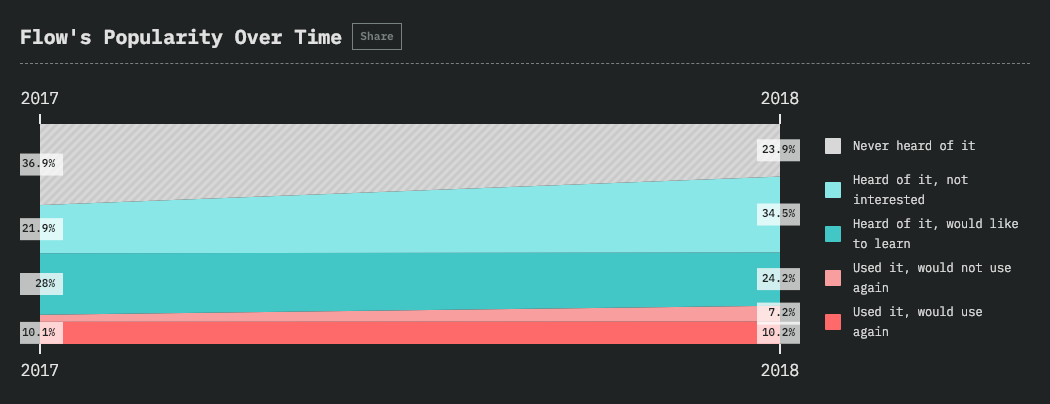 Flow's Popularity Over Time
Share
2017
2018
36.9%
21.9%
28%
10.1%
23.9%
34.5%
24.2%
7.2%
10.2%
2017
2018
Never heard of it
Heard of it, not
interested
Heard of it, would like
to learn
Used it, would not use
again
Used it, would use
again